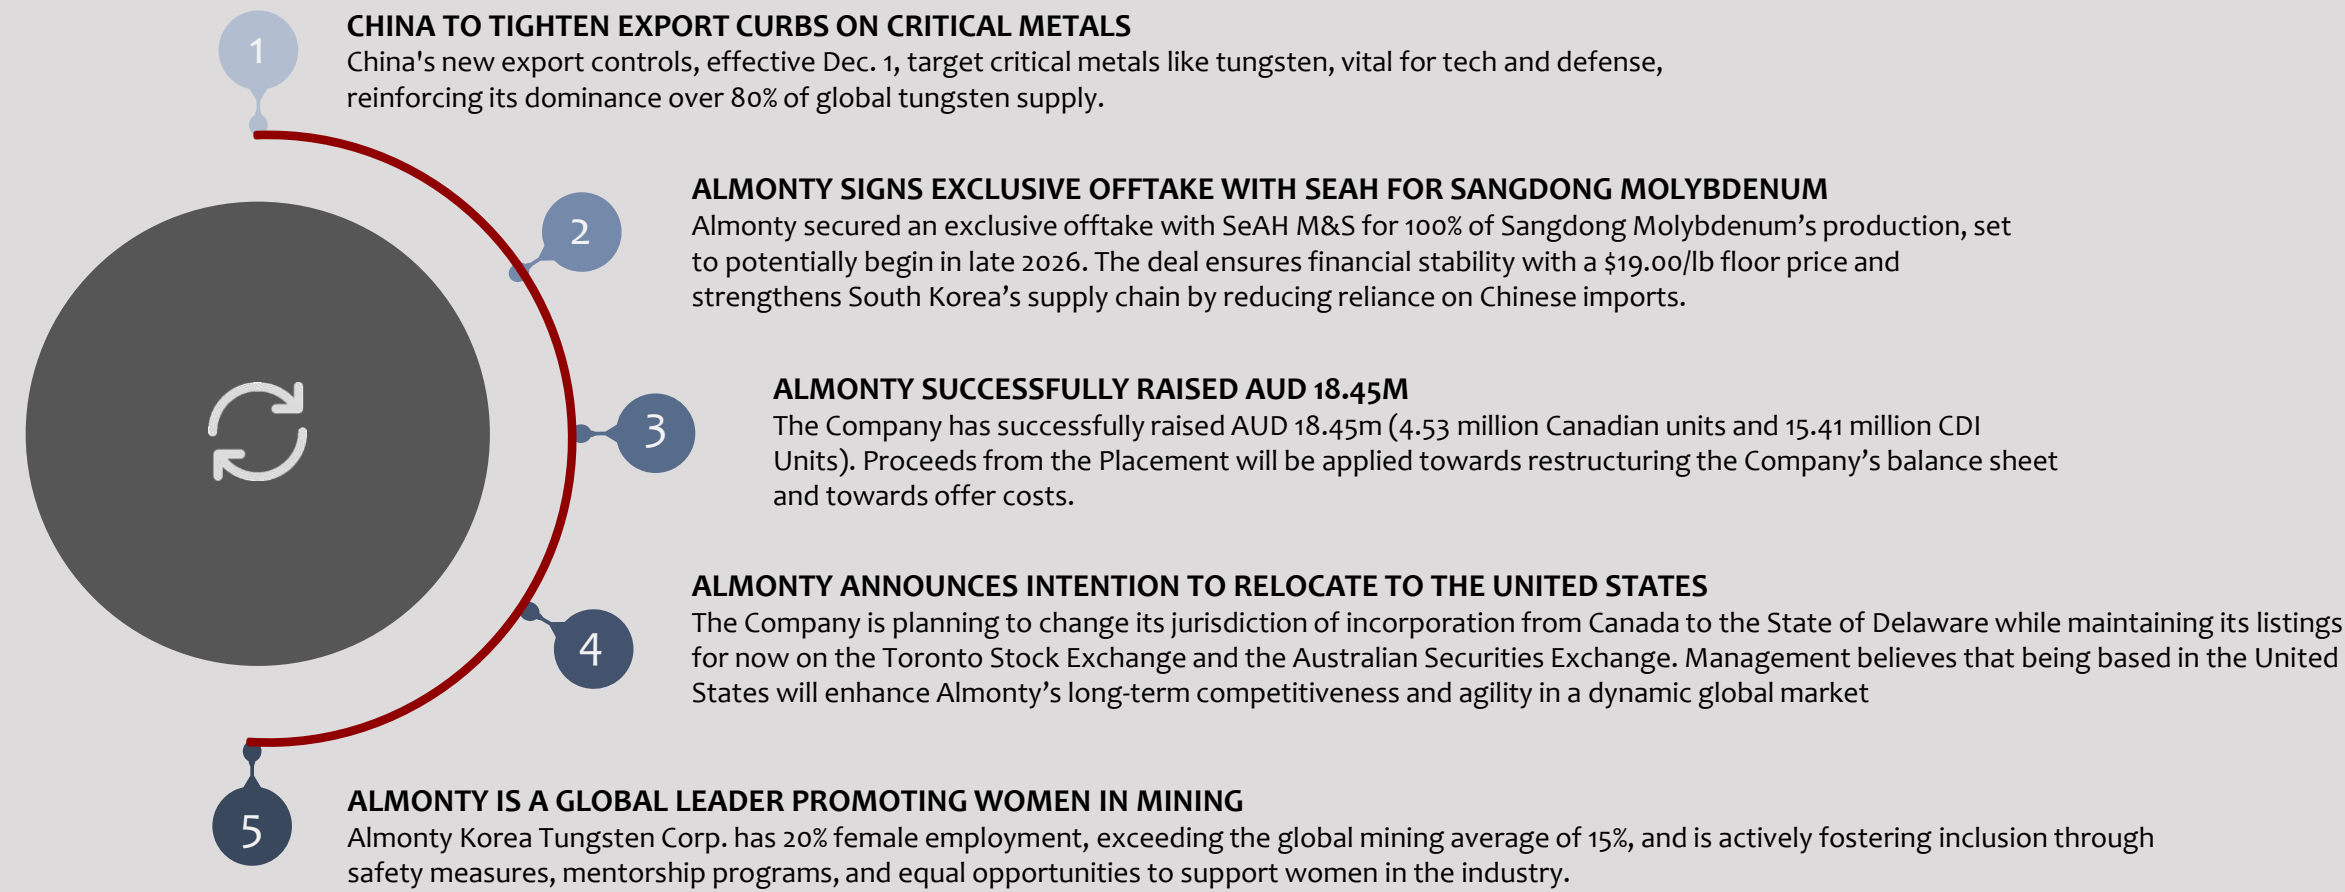 1
CHINA TO TIGHTEN EXPORT CURBS ON CRITICAL METALS
China's new export controls, effective Dec. 1, target critical metals like tungsten, vital for tech and defense,
reinforcing its dominance over 80% of global tungsten supply.
2
ALMONTY SIGNS EXCLUSIVE OFFTAKE WITH SEAH FOR SANGDONG MOLYBDENUM
Almonty secured an exclusive offtake with SeAH M&S for 100% of Sangdong Molybdenum’s production, set
to potentially begin in late 2026. The deal ensures financial stability with a $19.00/lb floor price and
strengthens South Korea’s supply chain by reducing reliance on Chinese imports.
3
ALMONTY SUCCESSFULLY RAISED AUD 18.45M
The Company has successfully raised AUD 18.45m (4.53 million Canadian units and 15.41 million CDI
Units). Proceeds from the Placement will be applied towards restructuring the Company’s balance sheet
and towards offer costs.
4
ALMONTY ANNOUNCES INTENTION TO RELOCATE TO THE UNITED STATES
The Company is planning to change its jurisdiction of incorporation from Canada to the State of Delaware while maintaining its listings
for now on the Toronto Stock Exchange and the Australian Securities Exchange. Management believes that being based in the United
States will enhance Almonty’s long-term competitiveness and agility in a dynamic global market
5
ALMONTY IS A GLOBAL LEADER PROMOTING WOMEN IN MINING
Almonty Korea Tungsten Corp. has 20% female employment, exceeding the global mining average of 15%, and is actively fostering inclusion through
safety measures, mentorship programs, and equal opportunities to support women in the industry.